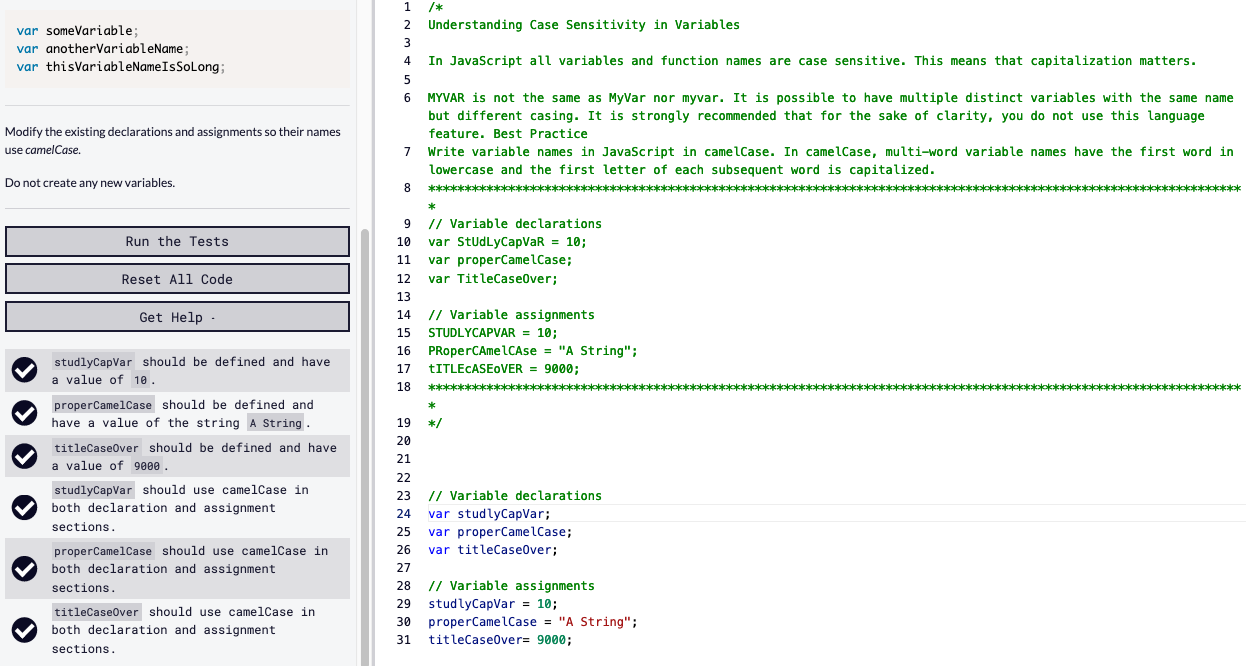 var someVariable;
var anotherVariableName;
var thisVariableNameIsSoLong;
Modify the existing declarations and assignments so their names
use camelCase.
Do not create any new variables.
Run the Tests
Reset All Code
Get Help -
studlyCapVar should be defined and have
a value of 10.
properCamelCase should be defined and
have a value of the string A String.
titleCaseOver should be defined and have
a value of 9000.
studlyCapVar should use camelCase in
both declaration and assignment
sections.
properCamelCase should use camelCase in
both declaration and assignment
sections.
titleCaseOver should use camelCase in
both declaration and assignment
sections.
1 /*
2 Understanding Case Sensitivity in Variables
3
4 In JavaScript all variables and function names are case sensitive. This means that capitalization matters.
5
6 MYVAR is not the same as MyVar nor myvar. It is possible to have multiple distinct variables with the same name
but different casing. It is strongly recommended that for the sake of clarity, you do not use this language
feature. Best Practice
7 Write variable names in JavaScript in camelCase. In camelCase, multi-word variable names have the first word in
lowercase and the first letter of each subsequent word is capitalized.
8 ****************************************************************************************************************
*
9 // Variable declarations
10 var StUdLyCapVaR = 10;
11 var properCamelCase;
12 var TitleCaseOver;
13
14 // Variable assignments
15 STUDLYCAPVAR = 10;
16 PRoperCAmelCAse = "A String";
17 tITLEcASEoVER = 9000;
18 ****************************************************************************************************************
*
19 */
20
21
22
23 // Variable declarations
24 var studlyCapVar;
25 var properCamelCase;
26 var titleCaseOver;
27
28 // Variable assignments
29 studlyCapVar = 10;
30 properCamelCase = "A String";
31 titleCaseOver= 9000;